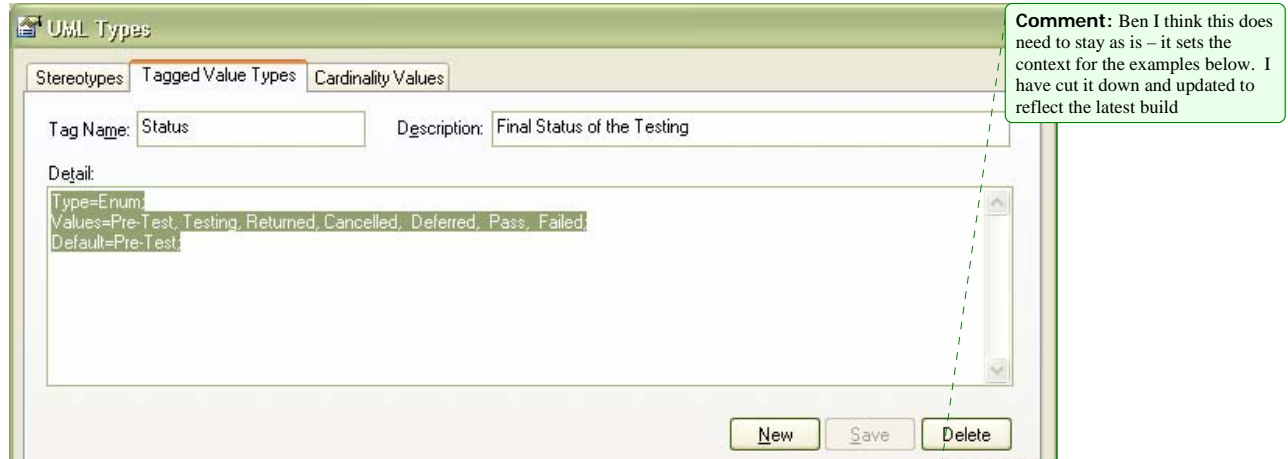 UML Types
Comment: Ben I think this does
need to stay as is – it sets the
context for the examples below. I
have cut it down and updated to
reflect the latest build
Stereotypes Tagged Value Types Cardinality Values
Tag Name: Status Description: Final Status of the Testing
Detail:
Type=Enum;
Values=Pre-Test, Testing, Returned, Cancelled, Deferred, Pass, Failed;
Default=Pre-Test;
New Save Delete